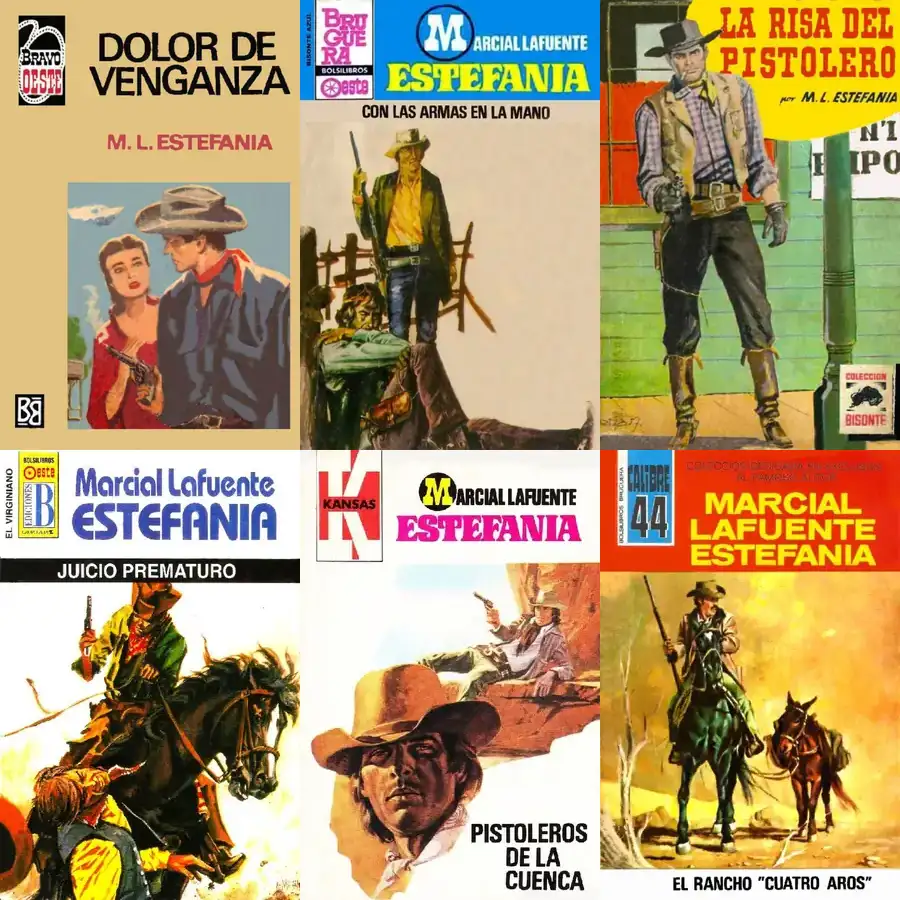 BRAVO
OESTE
DOLOR DE
VENGANZA
M. L. ESTEFANIA
BB
BISONTE AZUL
BRU
GUE
RA
BOLSILIBROS
Oeste
MARCIAL LAFUENTE
ESTEFANIA
CON LAS ARMAS EN LA MANO
LA RISA DEL
PISTOLERO
por M. L. ESTEFANIA
COLECCION
BISONTE
EL VIRGINIANO
BOLSILIBROS
Oeste
EDICIONES
B
Marcial Lafuente
ESTEFANIA
JUICIO PREMATURO
K
KANSAS
MARCIAL LAFUENTE
ESTEFANIA
PISTOLEROS
DE LA
CUENCA
BOLSILIBROS BRUGUERA
CALIBRE
44
MARCIAL
LAFUENTE
ESTEFANIA
EL RANCHO "CUATRO AROS"